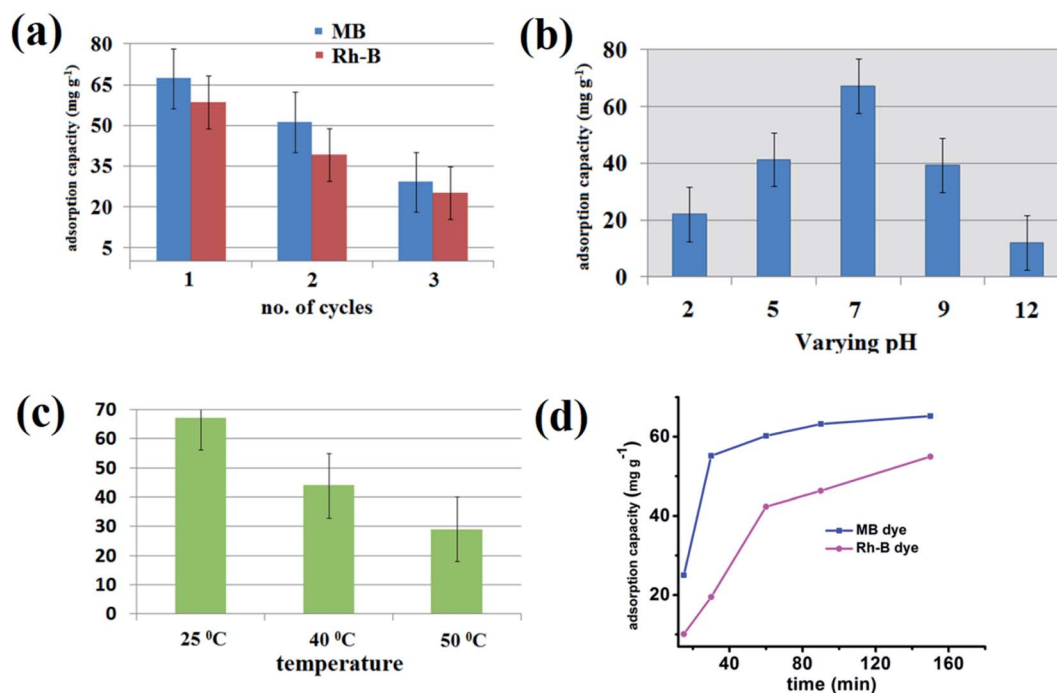 (a)
MB
Rh-B
adsorption capacity (mg g⁻¹)
80
65
50
35
20
5
1 2 3
no. of cycles
(b)
adsorption capacity (mg g⁻¹)
80
60
40
20
0
2 5 7 9 12
Varying pH
(c)
70
60
50
40
30
20
10
0
25 ⁰C 40 ⁰C 50 ⁰C
temperature
(d)
adsorption capacity (mg g⁻¹)
60
40
20
MB dye
Rh-B dye
40 80 120 160
time (min)